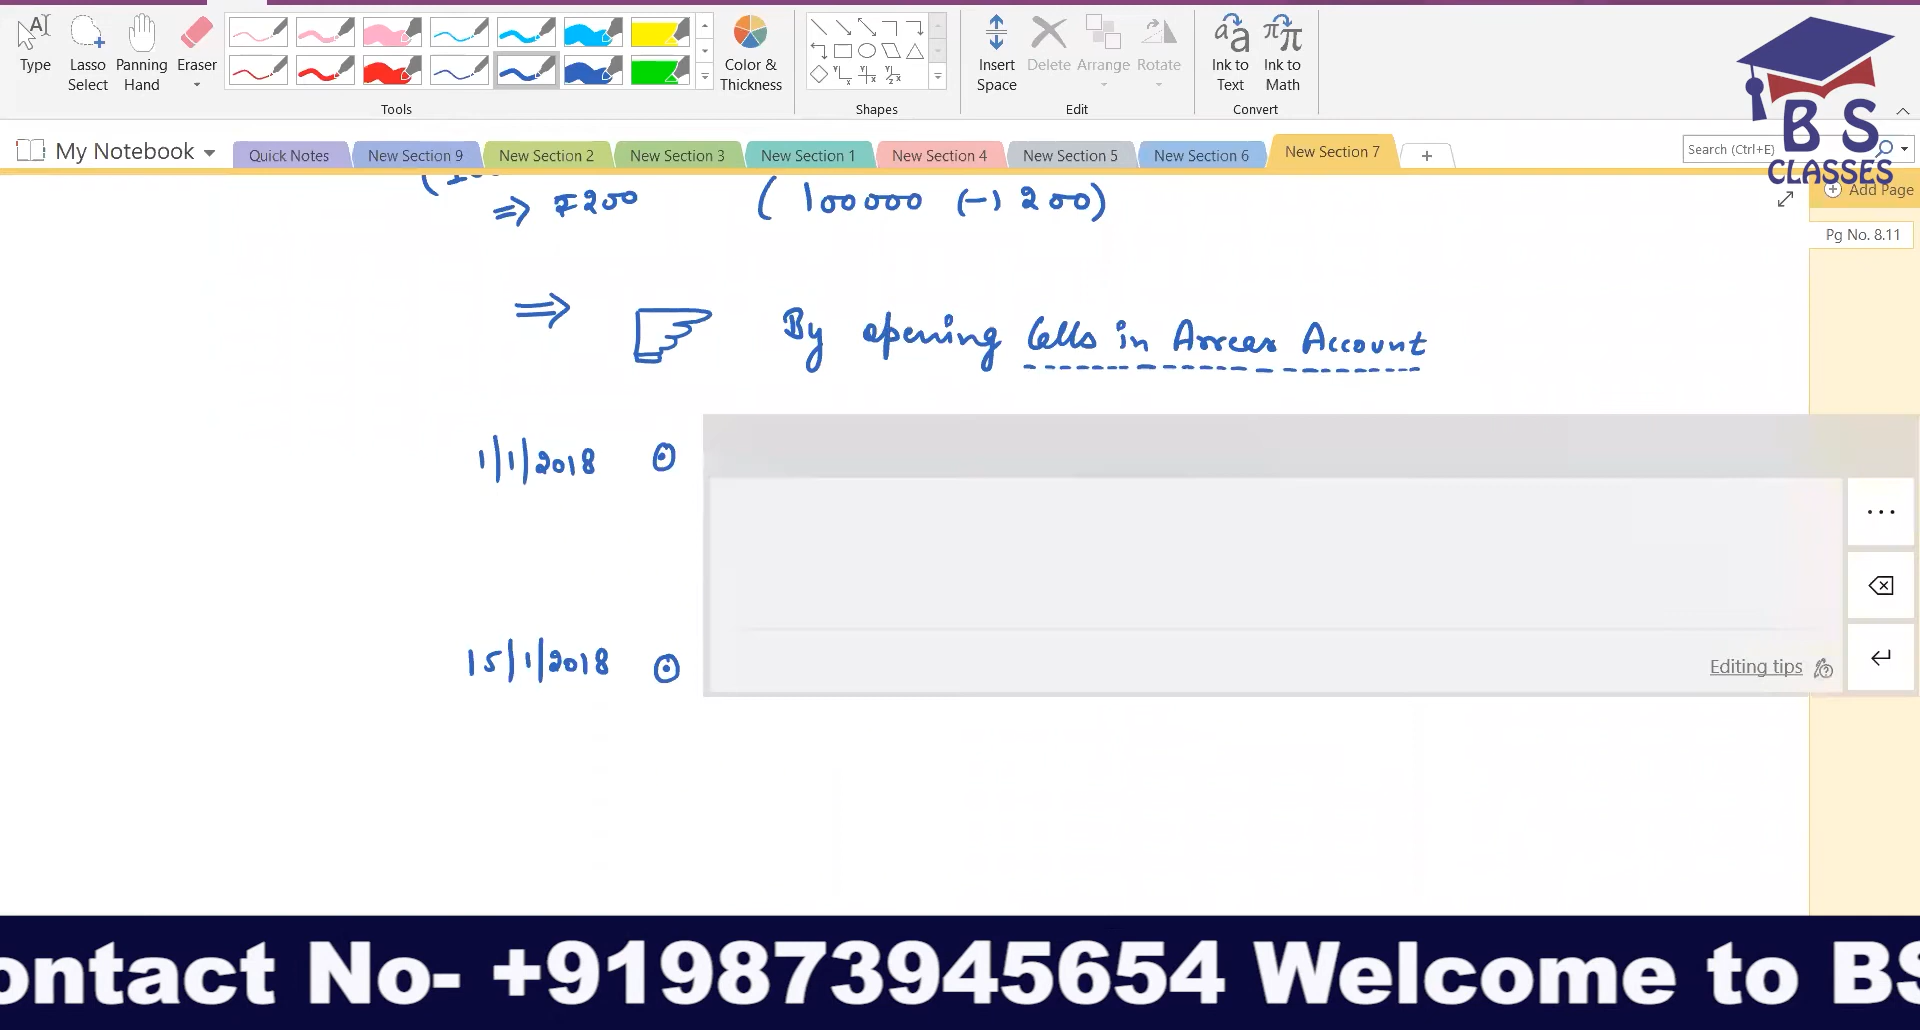 Type
Lasso Select
Panning Hand
Eraser
Color & Thickness
Insert Space
Delete
Arrange
Rotate
Ink to Text
Ink to Math
Tools
Shapes
Edit
Convert
B S
CLASSES
My Notebook
Quick Notes
New Section 9
New Section 2
New Section 3
New Section 1
New Section 4
New Section 5
New Section 6
New Section 7
Search (Ctrl+E)
Add Page
Pg No. 8.11
⇒ ₹200 (100000 (-) 200)
⇒ By opening Calls in Arrear Account
1/1/2018
15/1/2018
Editing tips
ontact No- +919873945654 Welcome to BS